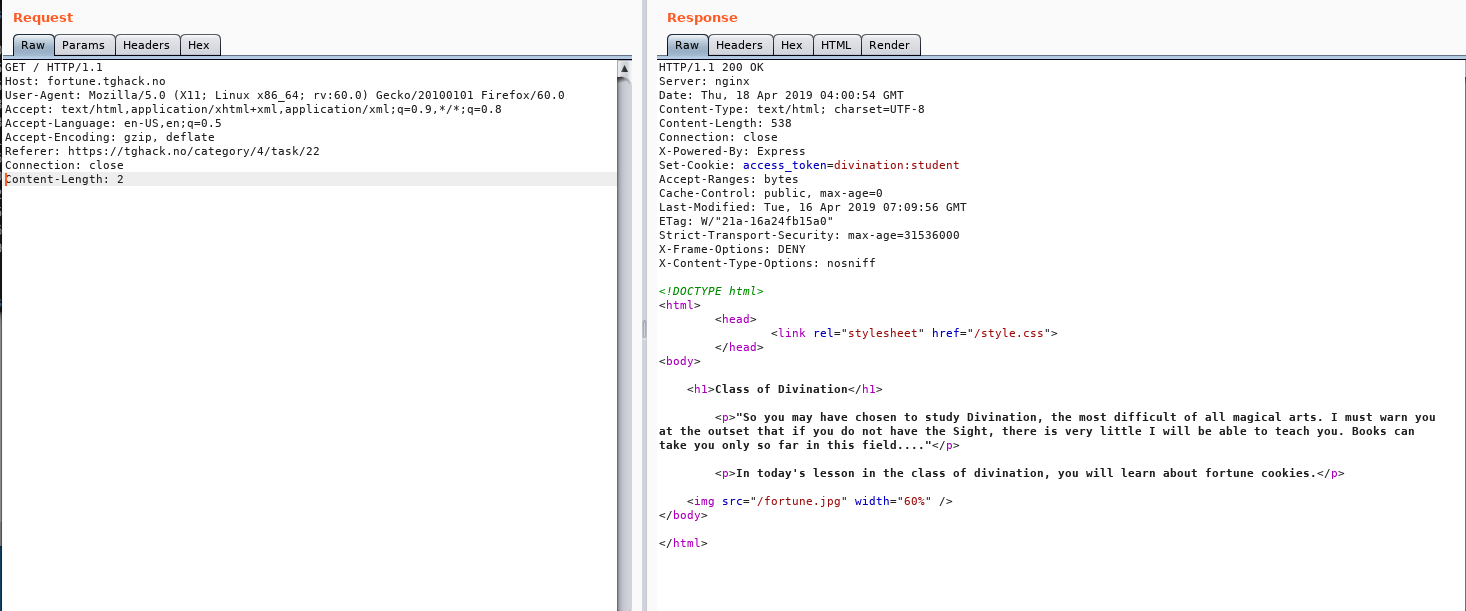 Request
Raw Params Headers Hex
GET / HTTP/1.1
Host: fortune.tghack.no
User-Agent: Mozilla/5.0 (X11; Linux x86_64; rv:60.0) Gecko/20100101 Firefox/60.0
Accept: text/html,application/xhtml+xml,application/xml;q=0.9,*/*;q=0.8
Accept-Language: en-US,en;q=0.5
Accept-Encoding: gzip, deflate
Referer: https://tghack.no/category/4/task/22
Connection: close
Content-Length: 2
Response
Raw Headers Hex HTML Render
HTTP/1.1 200 OK
Server: nginx
Date: Thu, 18 Apr 2019 04:00:54 GMT
Content-Type: text/html; charset=UTF-8
Content-Length: 538
Connection: close
X-Powered-By: Express
Set-Cookie: access_token=divination:student
Accept-Ranges: bytes
Cache-Control: public, max-age=0
Last-Modified: Tue, 16 Apr 2019 07:09:56 GMT
ETag: W/"21a-16a24fb15a0"
Strict-Transport-Security: max-age=31536000
X-Frame-Options: DENY
X-Content-Type-Options: nosniff
<!DOCTYPE html>
<html>
<head>
<link rel="stylesheet" href="/style.css">
</head>
<body>
<h1>Class of Divination</h1>
<p>"So you may have chosen to study Divination, the most difficult of all magical arts. I must warn you
at the outset that if you do not have the Sight, there is very little I will be able to teach you. Books can
take you only so far in this field...."</p>
<p>In today's lesson in the class of divination, you will learn about fortune cookies.</p>
<img src="/fortune.jpg" width="60%" />
</body>
</html>